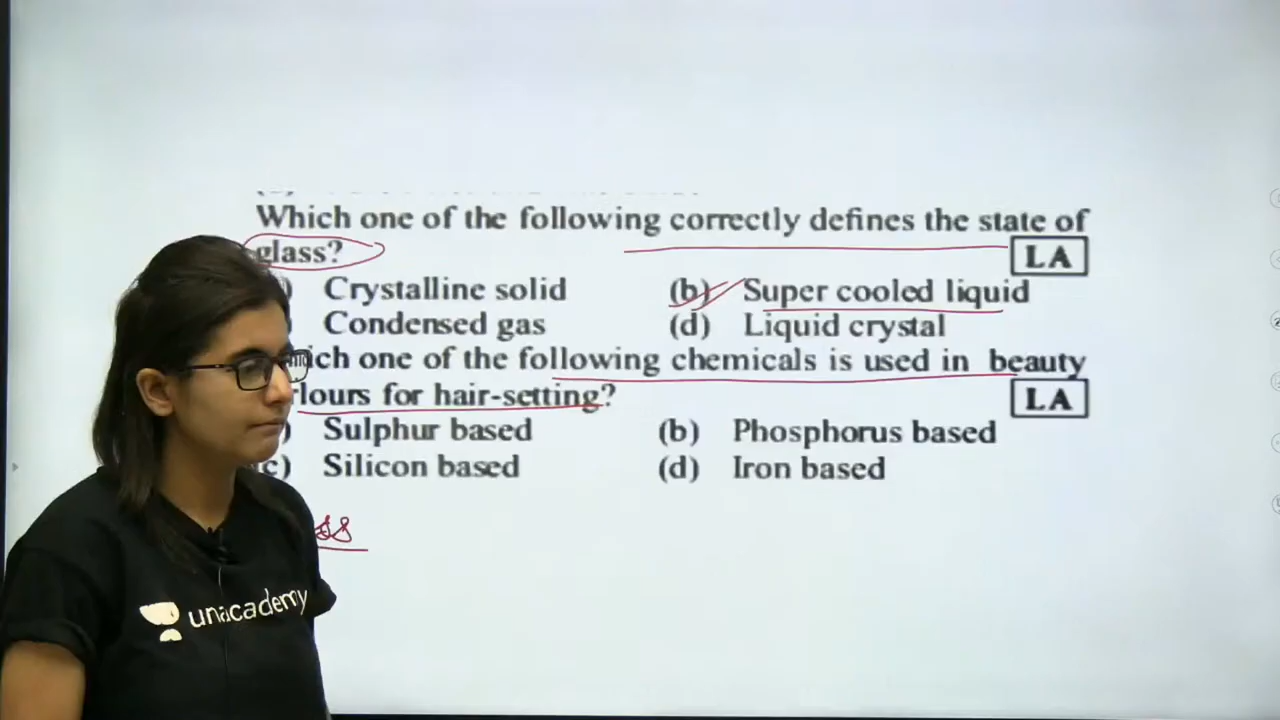 Which one of the following correctly defines the state of
glass?
LA
Crystalline solid (b) Super cooled liquid
Condensed gas (d) Liquid crystal
ich one of the following chemicals is used in beauty
rlours for hair-setting?
LA
Sulphur based (b) Phosphorus based
c) Silicon based (d) Iron based
unacademy